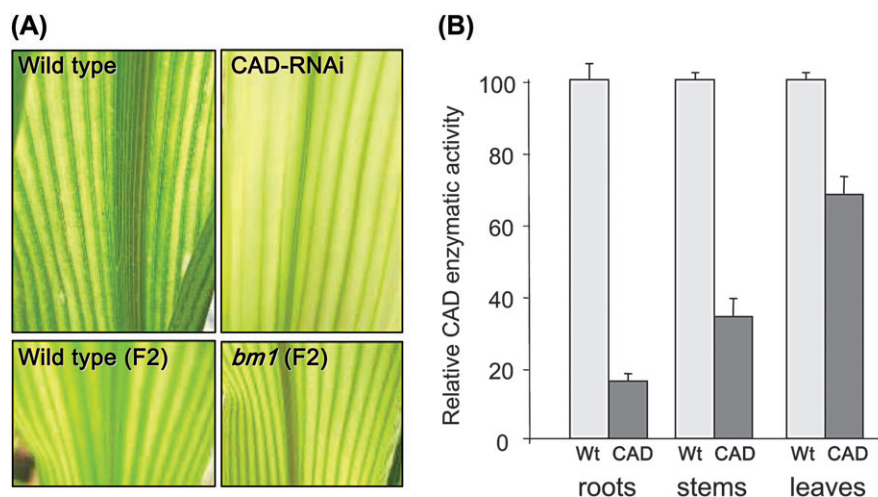 (A)
Wild type
CAD-RNAi
Wild type (F2)
bm1 (F2)
(B)
Relative CAD enzymatic activity
100
80
60
40
20
0
Wt CAD Wt CAD Wt CAD
roots stems leaves